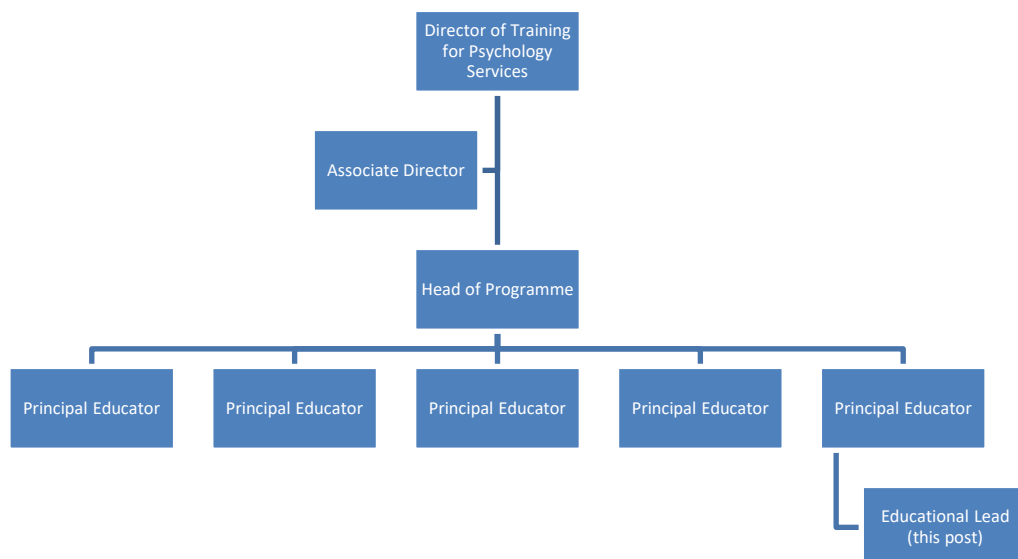 Director of Training
for Psychology
Services
Associate Director
Head of Programme
Principal Educator
Principal Educator
Principal Educator
Principal Educator
Principal Educator
Educational Lead
(this post)